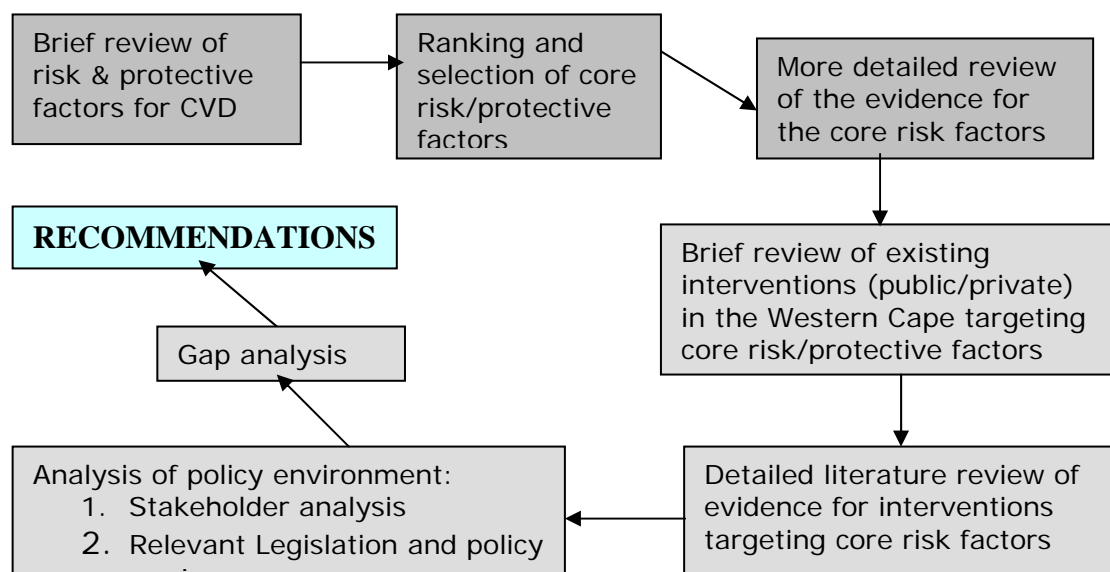 Brief review of
risk & protective
factors for CVD
Ranking and
selection of core
risk/protective
factors
More detailed review
of the evidence for
the core risk factors
Brief review of existing
interventions (public/private)
in the Western Cape targeting
core risk/protective factors
Detailed literature review of
evidence for interventions
targeting core risk factors
Analysis of policy environment:
1. Stakeholder analysis
2. Relevant Legislation and policy
Gap analysis
RECOMMENDATIONS